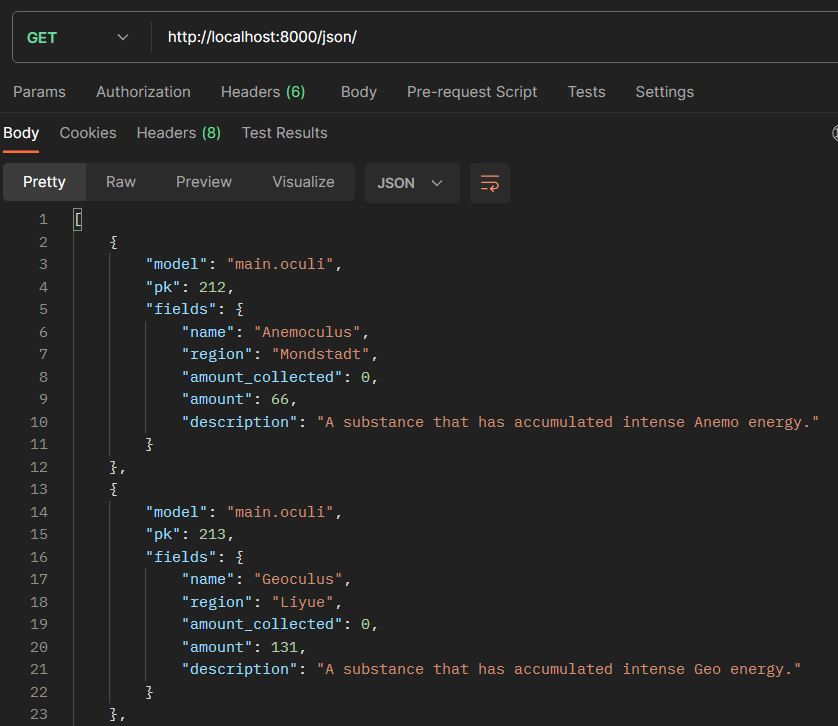 GET http://localhost:8000/json/
Params Authorization Headers (6) Body Pre-request Script Tests Settings
Body Cookies Headers (8) Test Results
Pretty Raw Preview Visualize JSON
1 [
2 {
3 "model": "main.oculi",
4 "pk": 212,
5 "fields": {
6 "name": "Anemoculus",
7 "region": "Mondstadt",
8 "amount_collected": 0,
9 "amount": 66,
10 "description": "A substance that has accumulated intense Anemo energy."
11 }
12 },
13 {
14 "model": "main.oculi",
15 "pk": 213,
16 "fields": {
17 "name": "Geoculus",
18 "region": "Liyue",
19 "amount_collected": 0,
20 "amount": 131,
21 "description": "A substance that has accumulated intense Geo energy."
22 }
23 },